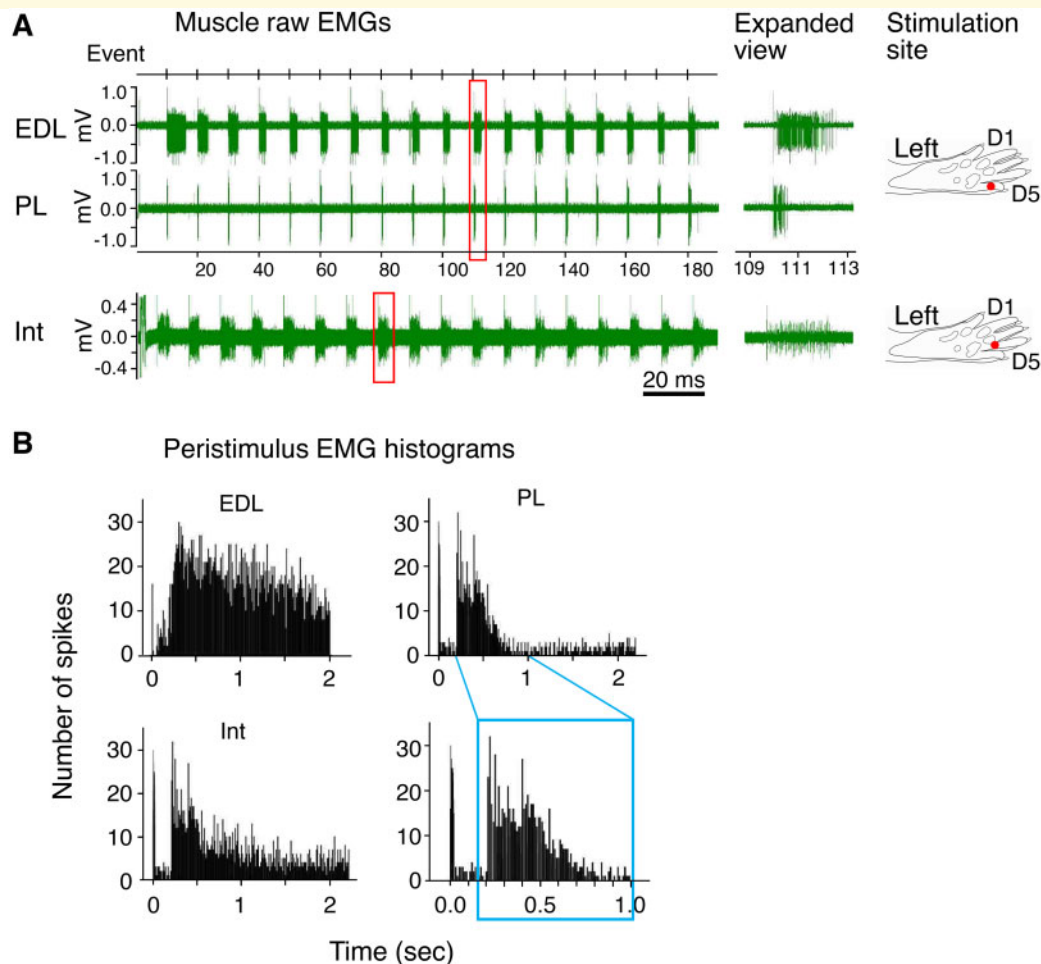 A Muscle raw EMGs Expanded view Stimulation site
Event
EDL
mV
1.0
0.0
-1.0
Left D1
D5
PL
mV
1.0
0.0
-1.0
20 40 60 80 100 120 140 160 180
109 111 113
Int
mV
0.4
0.0
-0.4
Left D1
D5
20 ms
B Peristimulus EMG histograms
Number of spikes
EDL
30
20
10
0
0 1 2
PL
30
20
10
0
0 1 2
Int
30
20
10
0
0 1 2
30
20
10
0
0.0 0.5 1.0
Time (sec)